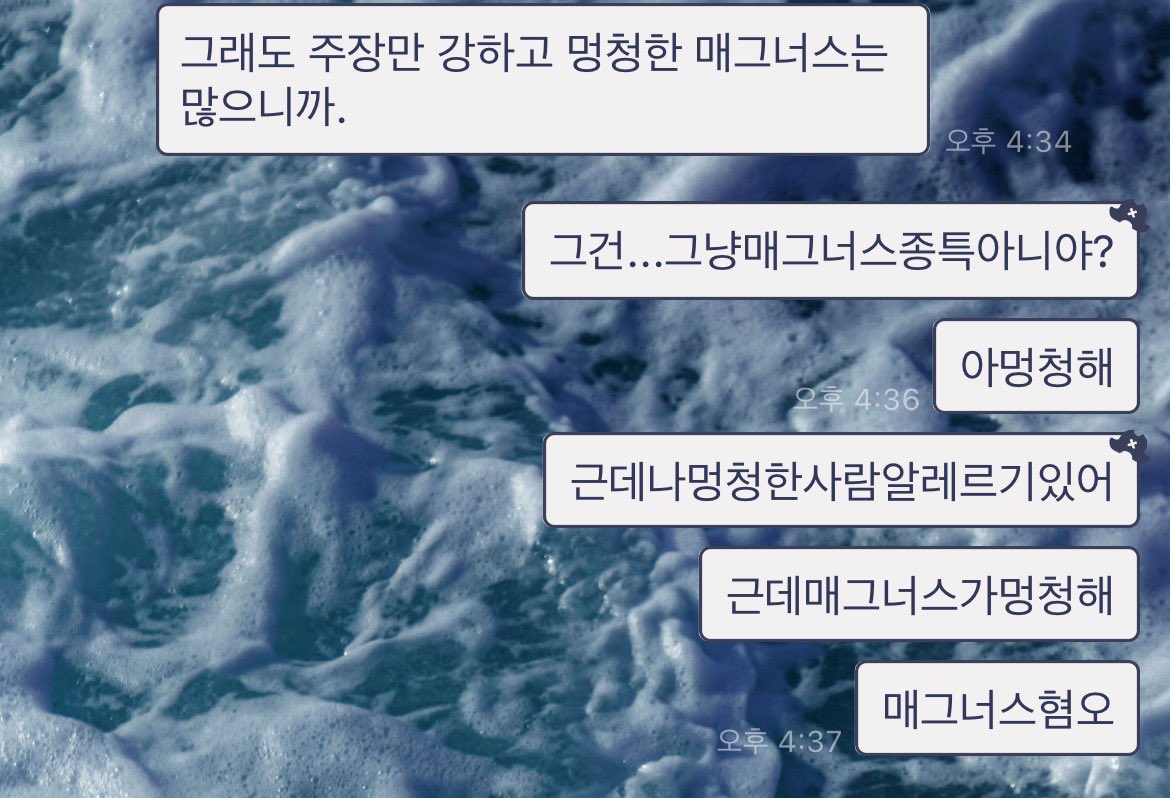 그래도 주장만 강하고 멍청한 매그너스는
많으니까.
오후 4:34
그건...그냥매그너스종특아니야?
아멍청해
오후 4:36
근데나멍청한사람알레르기있어
근데매그너스가멍청해
매그너스혐오
오후 4:37